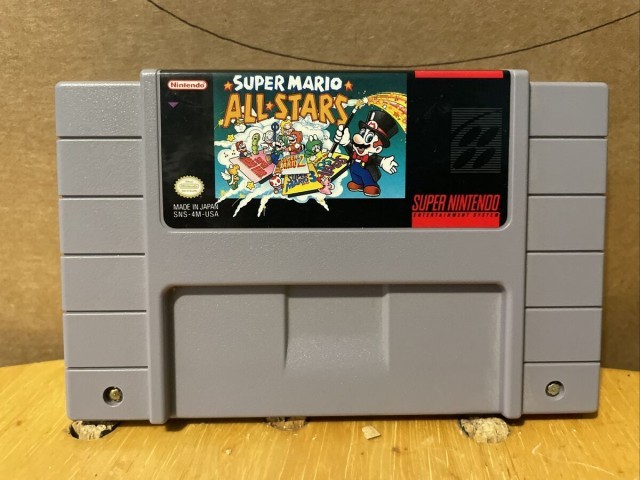 Nintendo
SUPER MARIO
ALL★STARS
MADE IN JAPAN
SNS-4M-USA
SUPER NINTENDO
ENTERTAINMENT SYSTEM